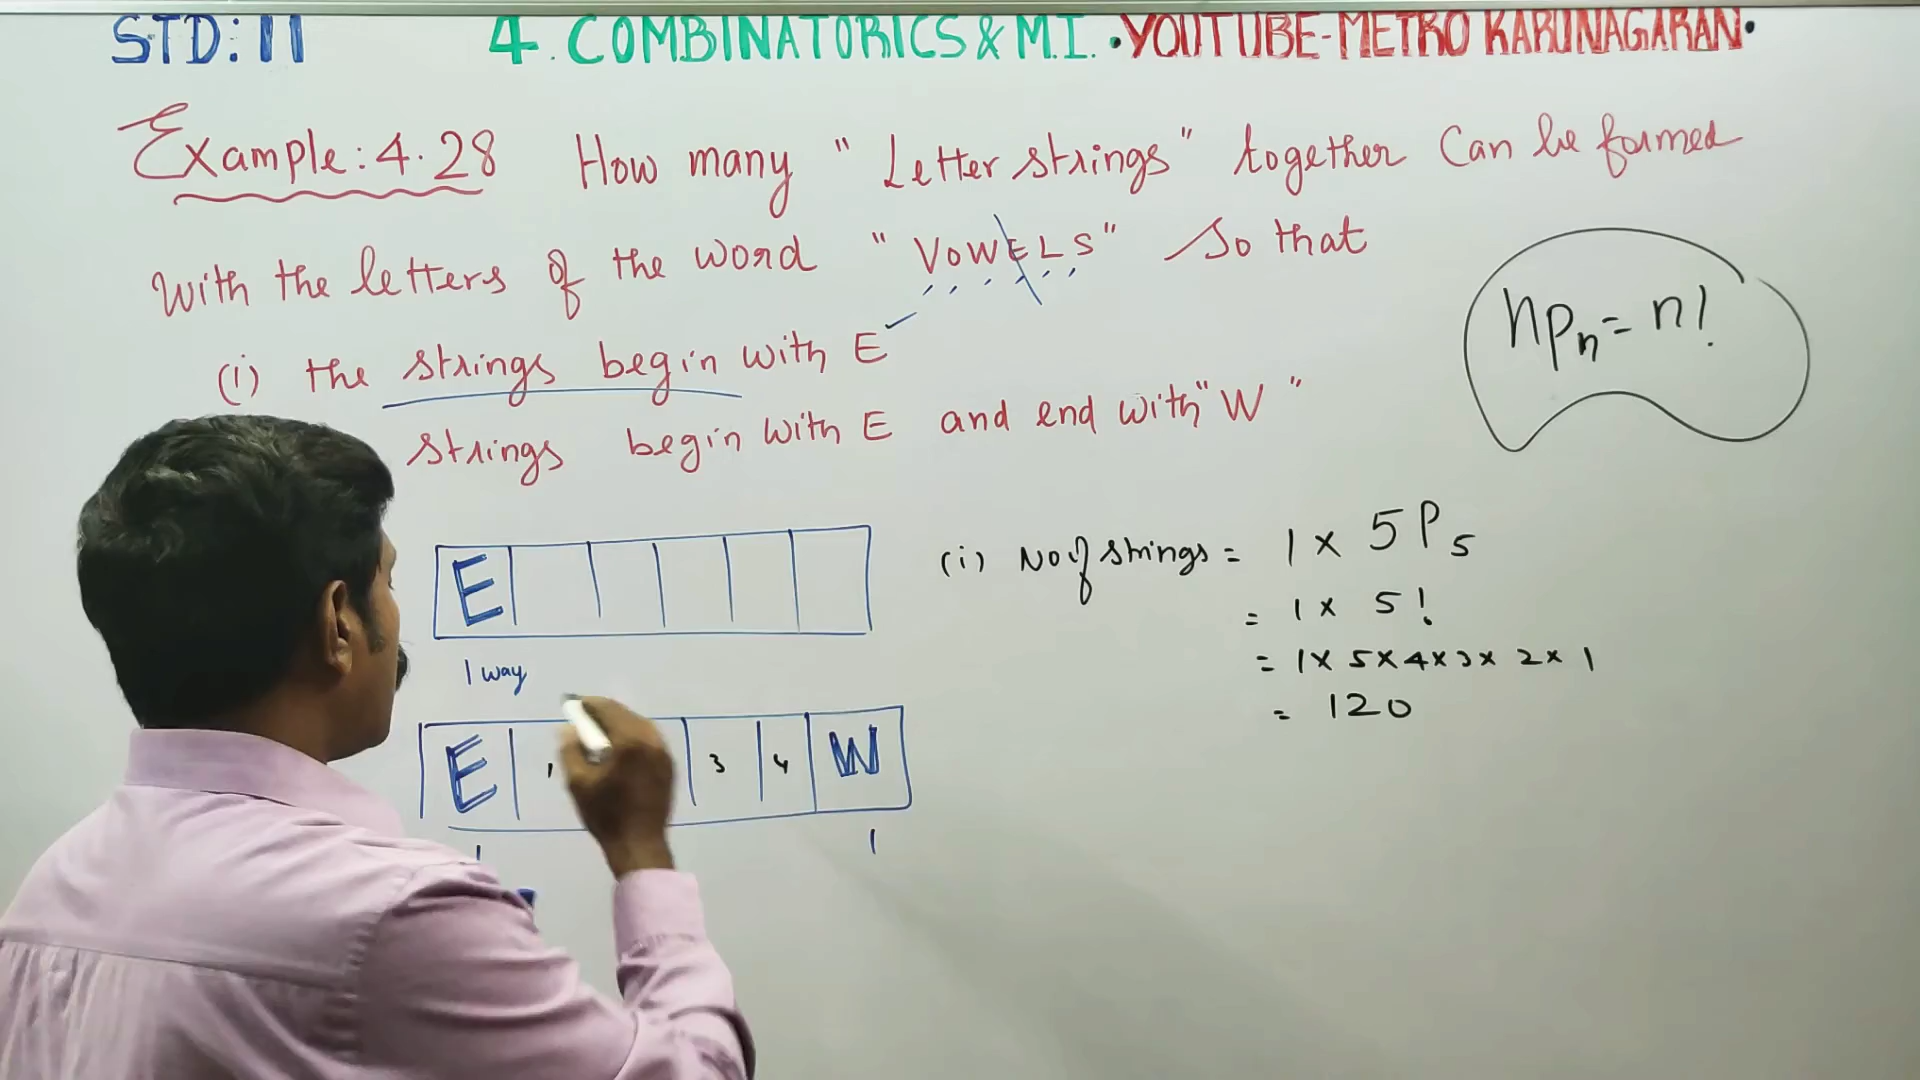 STD: 11 4. COMBINATORICS & M.I. • YOUTUBE-METRO KARUNAGARAN •
Example: 4.28 How many "Letter strings" together Can be formed
With the letters of the word "VOWELS" So that
(i) the strings begin with E
strings begin with E and end with "W"
nPn = n!
E
1 way
E 1 3 4 W
1 1
(i) No of strings = 1 x 5P5
= 1 x 5!
= 1 x 5 x 4 x 3 x 2 x 1
= 120